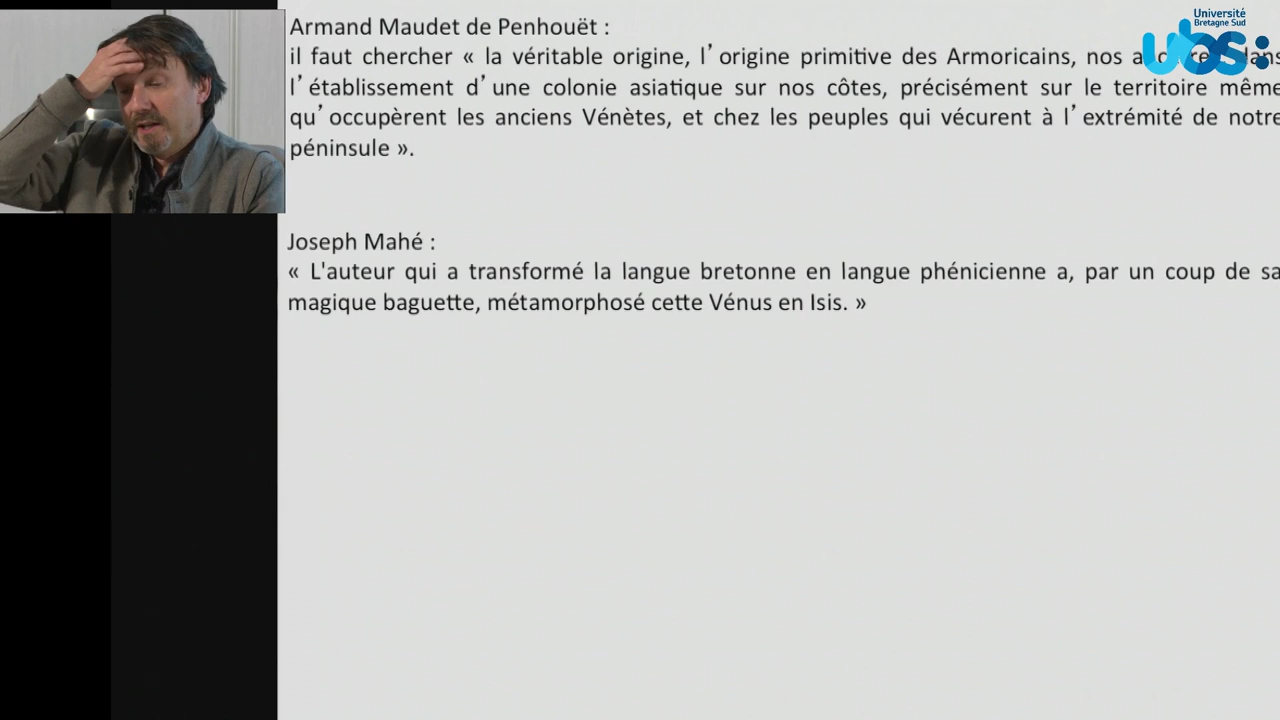 Université
Bretagne Sud
ubs:
Armand Maudet de Penhouët :
il faut chercher « la véritable origine, l’origine primitive des Armoricains, nos
l’établissement d’une colonie asiatique sur nos côtes, précisément sur le territoire même
qu’occupèrent les anciens Vénètes, et chez les peuples qui vécurent à l’extrémité de notre
péninsule ».
Joseph Mahé :
« L'auteur qui a transformé la langue bretonne en langue phénicienne a, par un coup de sa
magique baguette, métamorphosé cette Vénus en Isis. »